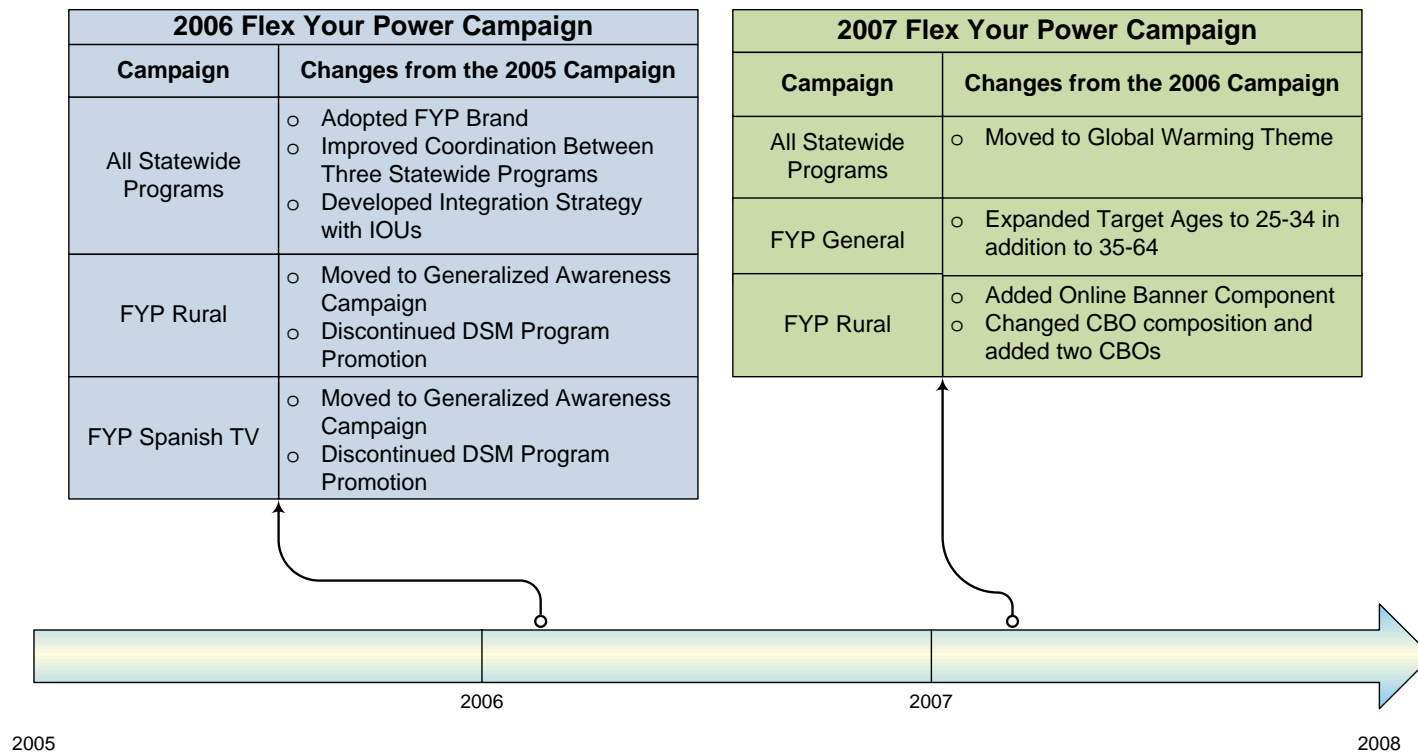 2006 Flex Your Power Campaign
Campaign
Changes from the 2005 Campaign
All Statewide
Programs
o Adopted FYP Brand
o Improved Coordination Between
Three Statewide Programs
o Developed Integration Strategy
with IOUs
FYP Rural
o Moved to Generalized Awareness
Campaign
o Discontinued DSM Program
Promotion
FYP Spanish TV
o Moved to Generalized Awareness
Campaign
o Discontinued DSM Program
Promotion
2007 Flex Your Power Campaign
Campaign
Changes from the 2006 Campaign
All Statewide
Programs
o Moved to Global Warming Theme
FYP General
o Expanded Target Ages to 25-34 in
addition to 35-64
FYP Rural
o Added Online Banner Component
o Changed CBO composition and
added two CBOs
2006
2007
2005
2008